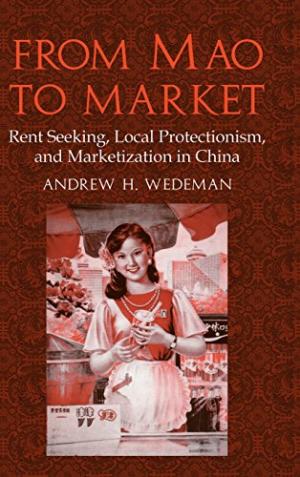 FROM MAO
TO MARKET
Rent Seeking, Local Protectionism,
and Marketization in China
ANDREW H. WEDEMAN